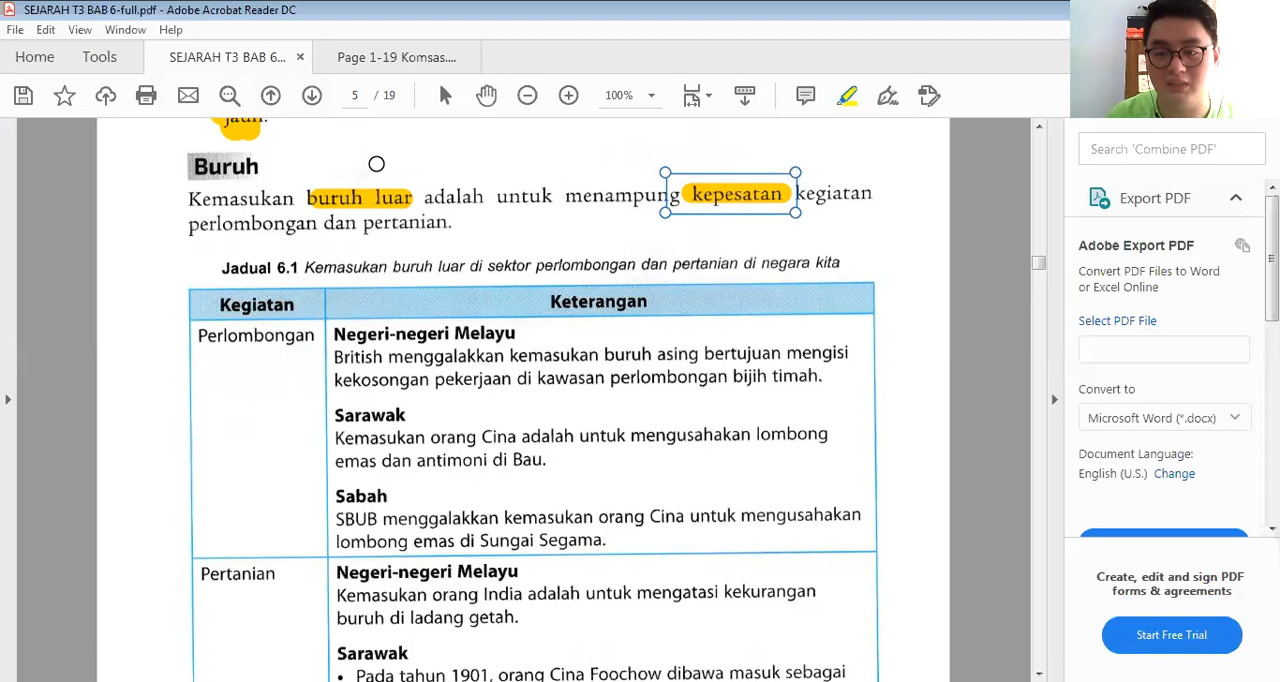 SEJARAH T3 BAB 6-full.pdf - Adobe Acrobat Reader DC
File Edit View Window Help
Home Tools SEJARAH T3 BAB 6... × Page 1-19 Komsas....
5 / 19 100%
jauh.
Buruh
Kemasukan buruh luar adalah untuk menampung kepesatan kegiatan
perlombongan dan pertanian.
Jadual 6.1 Kemasukan buruh luar di sektor perlombongan dan pertanian di negara kita
Kegiatan Keterangan
Perlombongan Negeri-negeri Melayu
British menggalakkan kemasukan buruh asing bertujuan mengisi
kekosongan pekerjaan di kawasan perlombongan bijih timah.
Sarawak
Kemasukan orang Cina adalah untuk mengusahakan lombong
emas dan antimoni di Bau.
Sabah
SBUB menggalakkan kemasukan orang Cina untuk mengusahakan
lombong emas di Sungai Segama.
Pertanian Negeri-negeri Melayu
Kemasukan orang India adalah untuk mengatasi kekurangan
buruh di ladang getah.
Sarawak
• Pada tahun 1901, orang Cina Foochow dibawa masuk sebagai
Search 'Combine PDF'
Export PDF
Adobe Export PDF
Convert PDF Files to Word
or Excel Online
Select PDF File
Convert to
Microsoft Word (*.docx)
Document Language:
English (U.S.) Change
Create, edit and sign PDF
forms & agreements
Start Free Trial